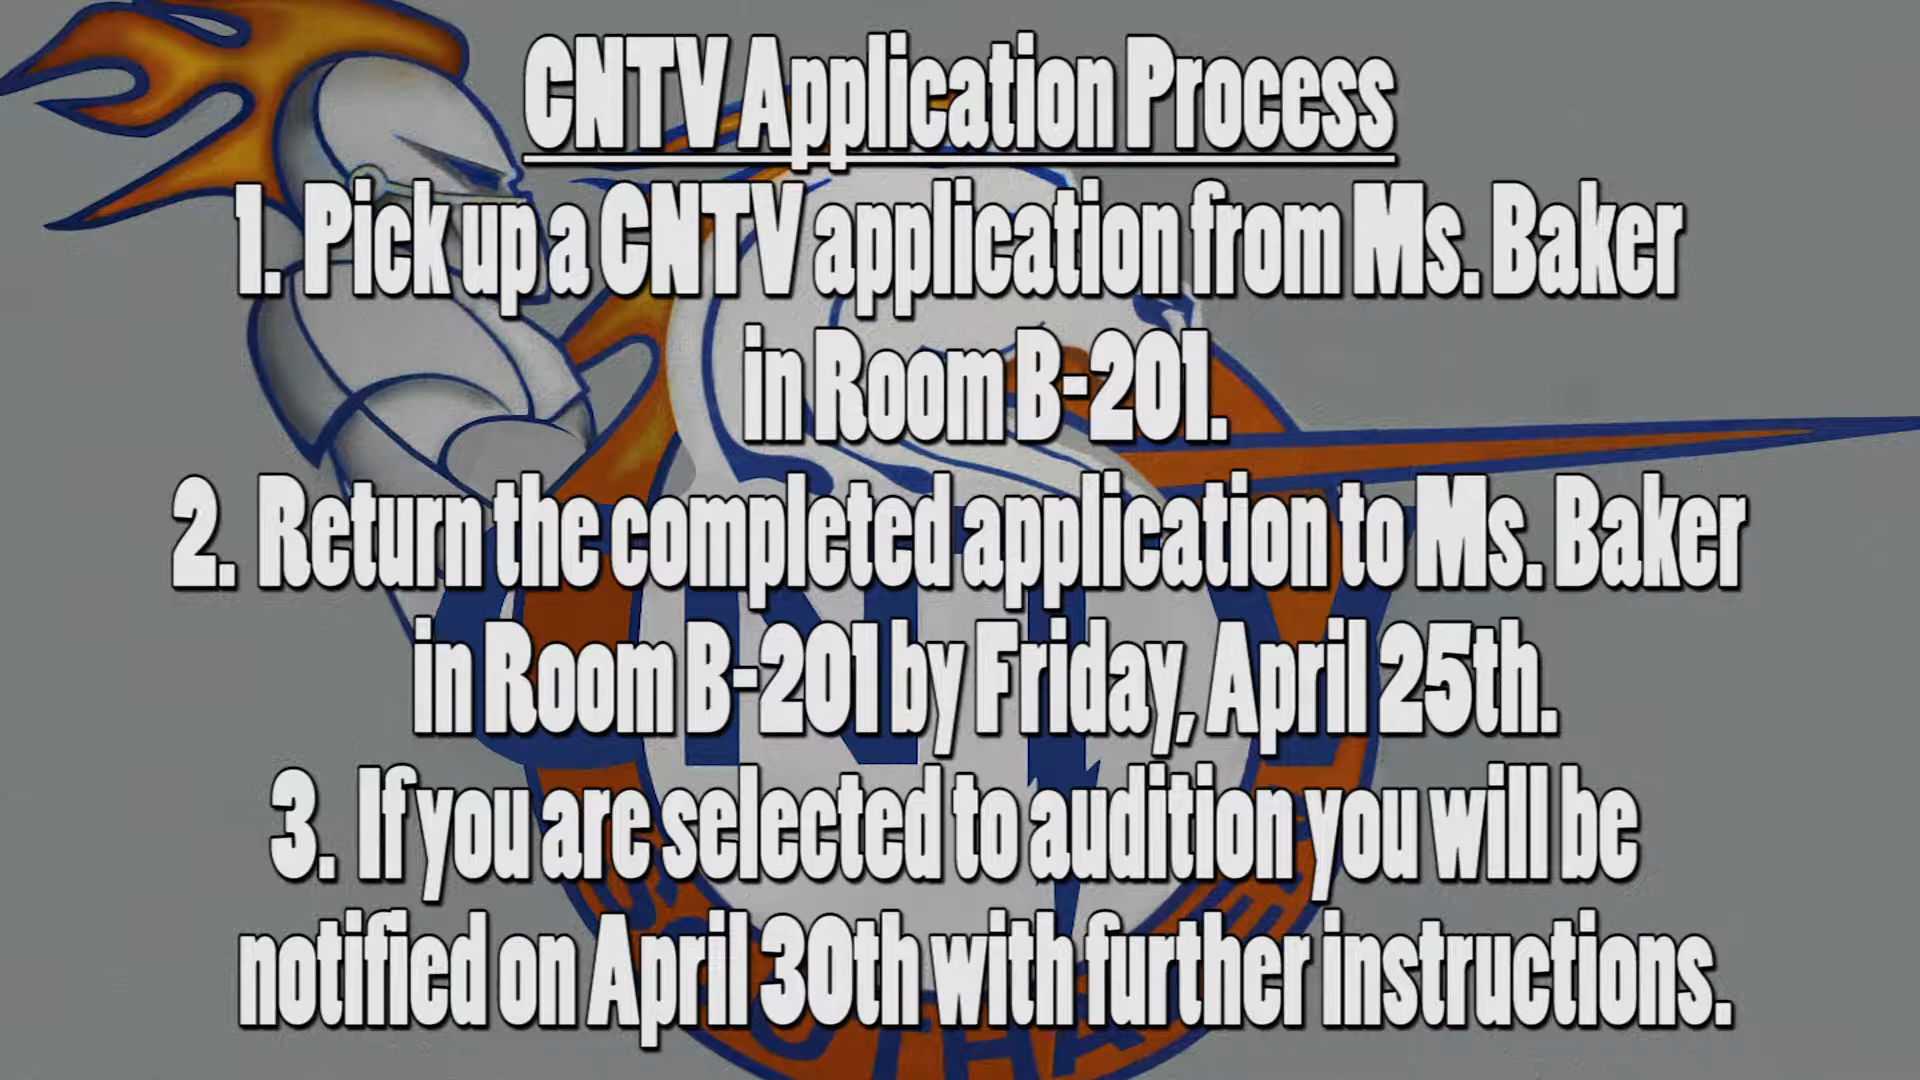 CNTV Application Process
1. Pick up a CNTV application from Ms. Baker
in Room B-201.
2. Return the completed application to Ms. Baker
in Room B-201 by Friday, April 25th.
3. If you are selected to audition you will be
notified on April 30th with further instructions.